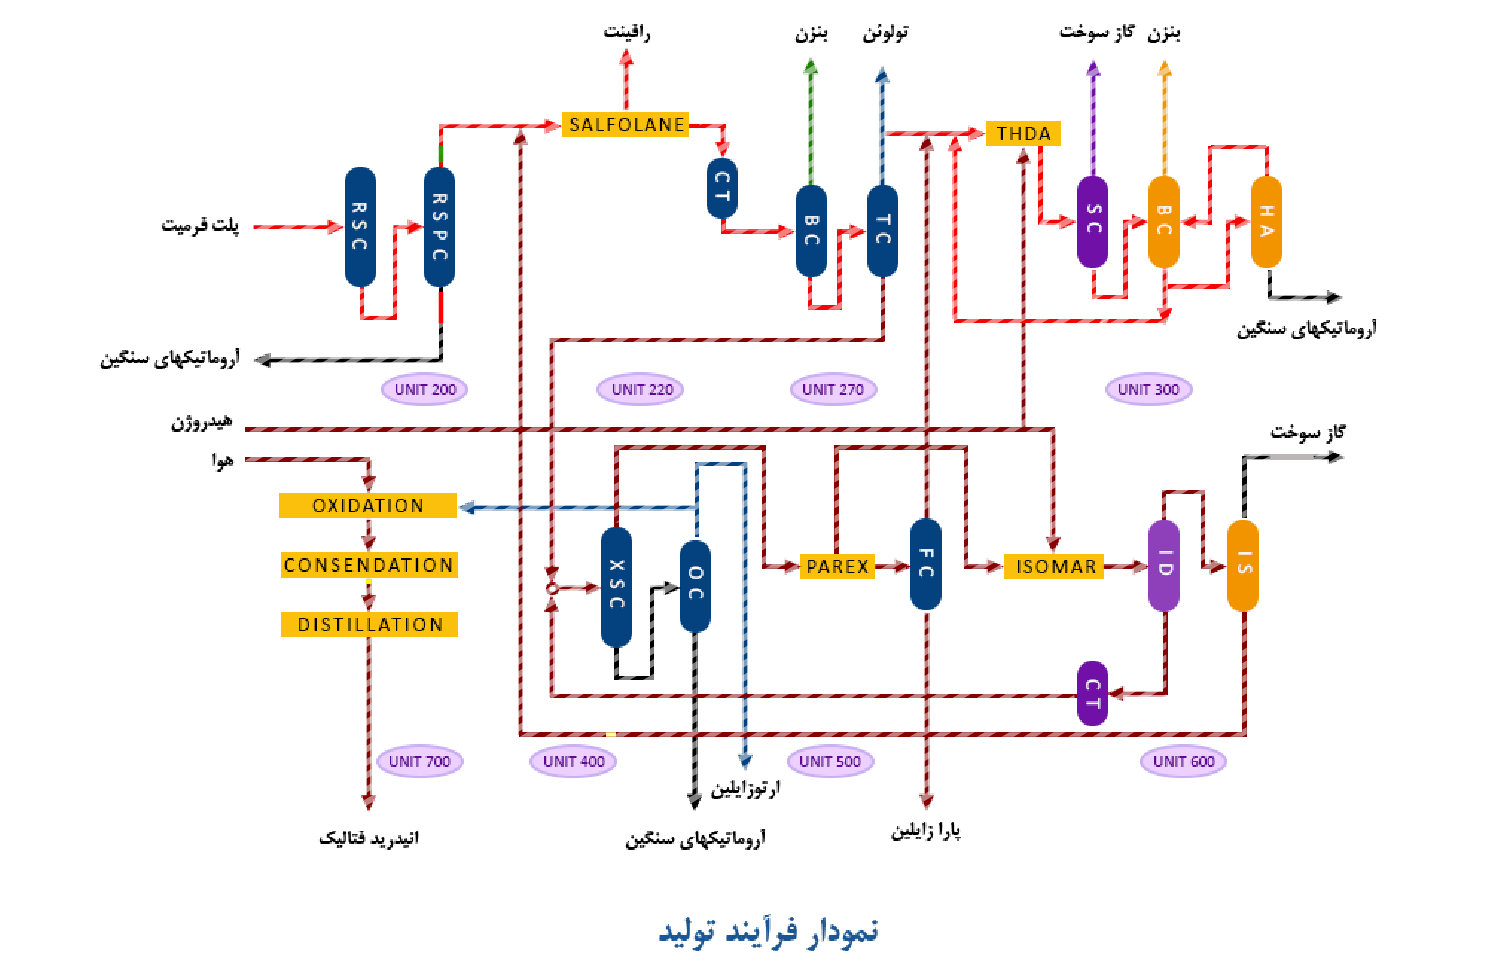 رافینت
بنزن
تولوئن
گاز سوخت
بنزن
SALFOLANE
THDA
RSC
RSPC
CT
BC
TC
SC
BC
HA
پلت فرمیت
آروماتیکهای سنگین
آروماتیکهای سنگین
UNIT 200
UNIT 220
UNIT 270
UNIT 300
هیدروژن
گاز سوخت
هوا
OXIDATION
CONSENDATION
DISTILLATION
XSC
OC
PAREX
FC
ISOMAR
ID
IS
CT
UNIT 700
UNIT 400
UNIT 500
UNIT 600
ارتوزایلین
انیدرید فتالیک
آروماتیکهای سنگین
پارا زایلین
نمودار فرآیند تولید